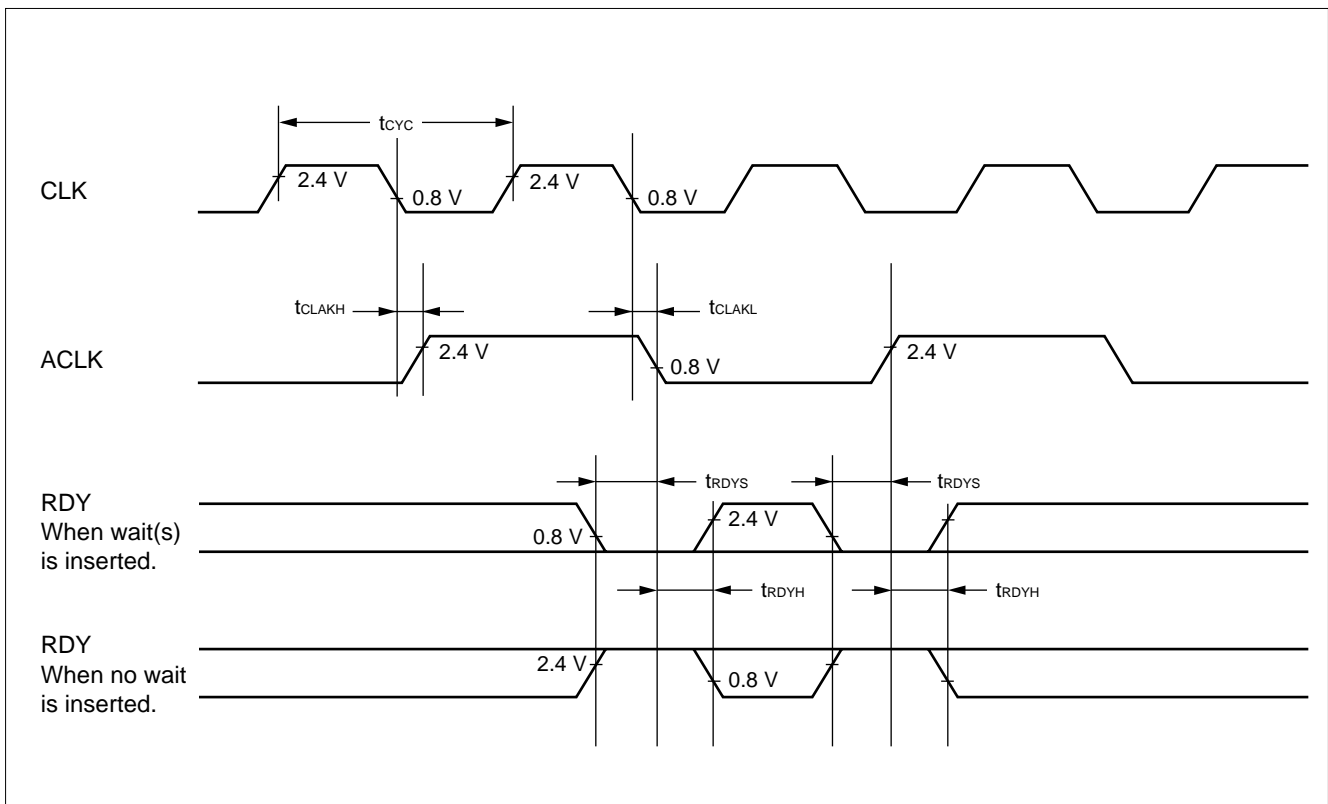 tCYC
CLK
2.4 V
0.8 V
2.4 V
0.8 V
tCLAKH
tCLAKL
ACLK
2.4 V
0.8 V
2.4 V
tRDYS
tRDYS
RDY
When wait(s)
is inserted.
0.8 V
2.4 V
tRDYH
tRDYH
RDY
When no wait
is inserted.
2.4 V
0.8 V